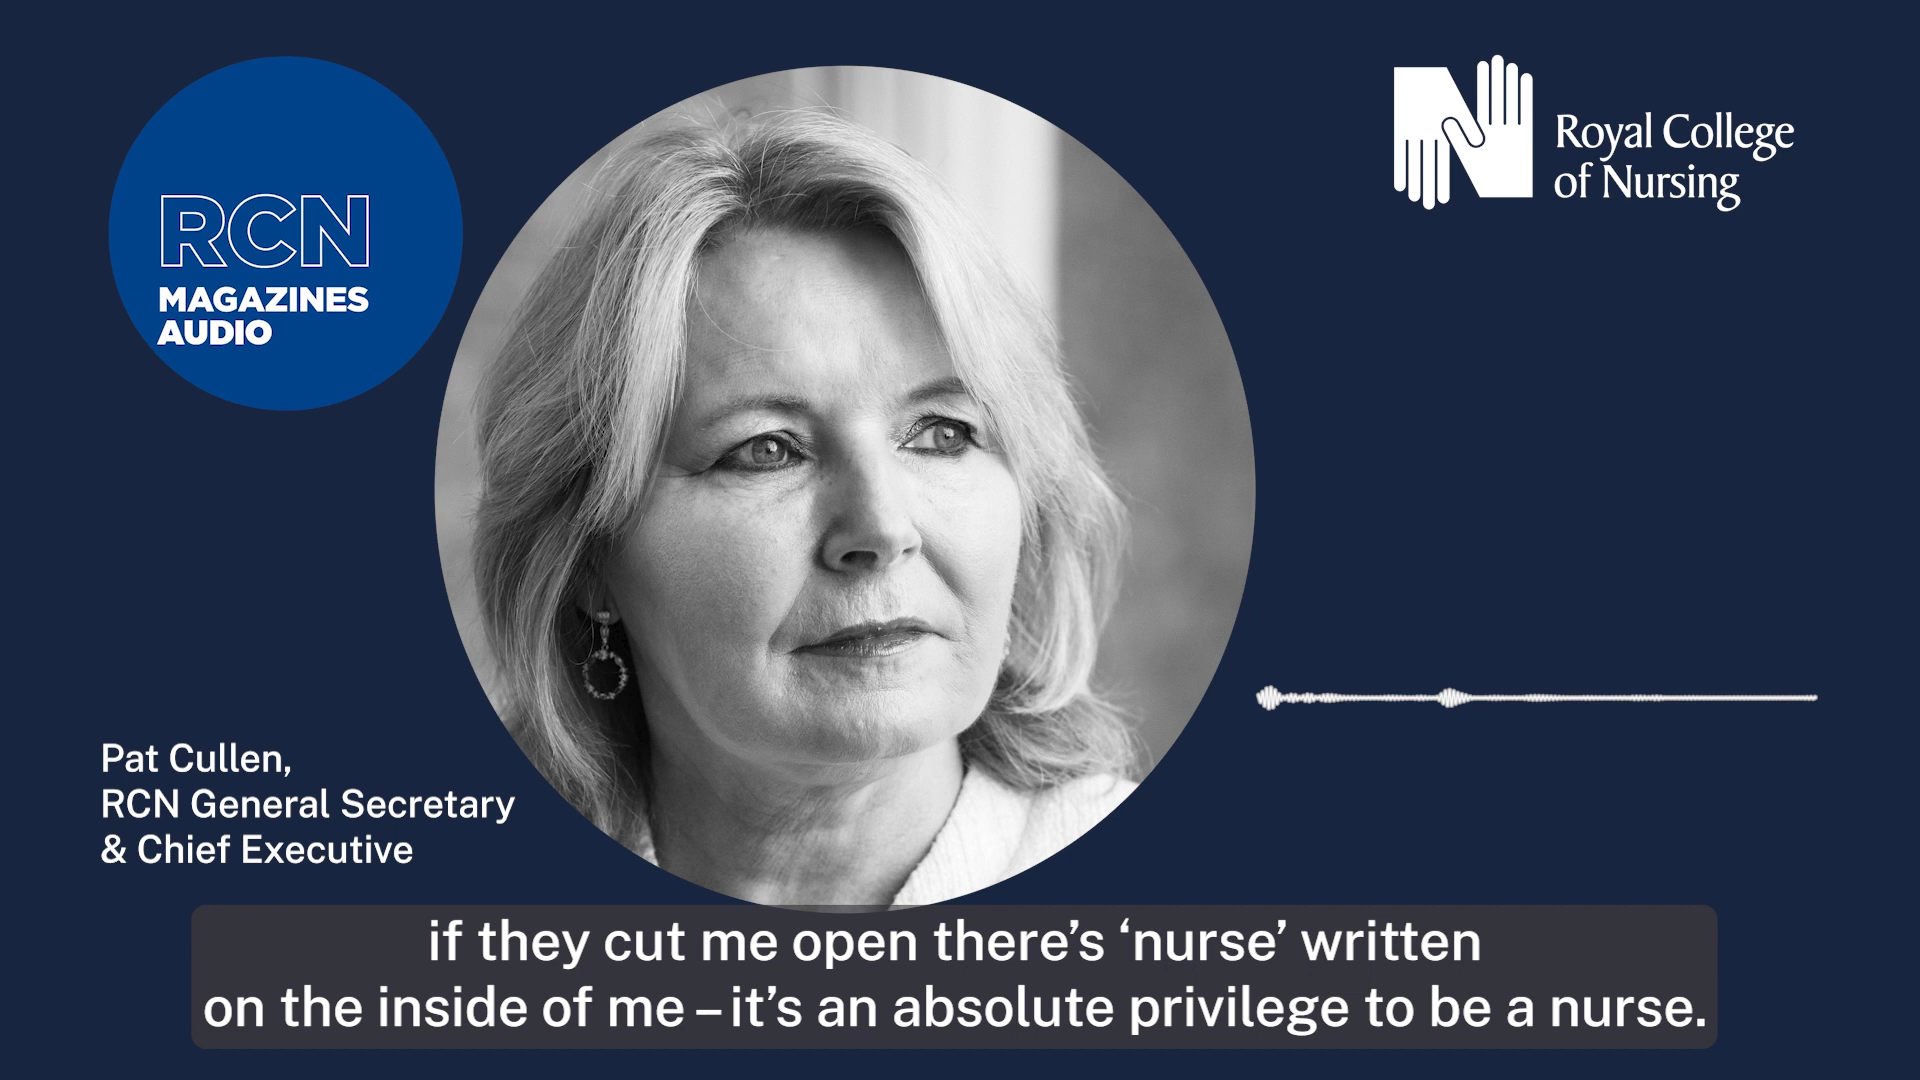 RCN
MAGAZINES
AUDIO
Royal College
of Nursing
Pat Cullen,
RCN General Secretary
& Chief Executive
if they cut me open there’s ‘nurse’ written
on the inside of me – it’s an absolute privilege to be a nurse.